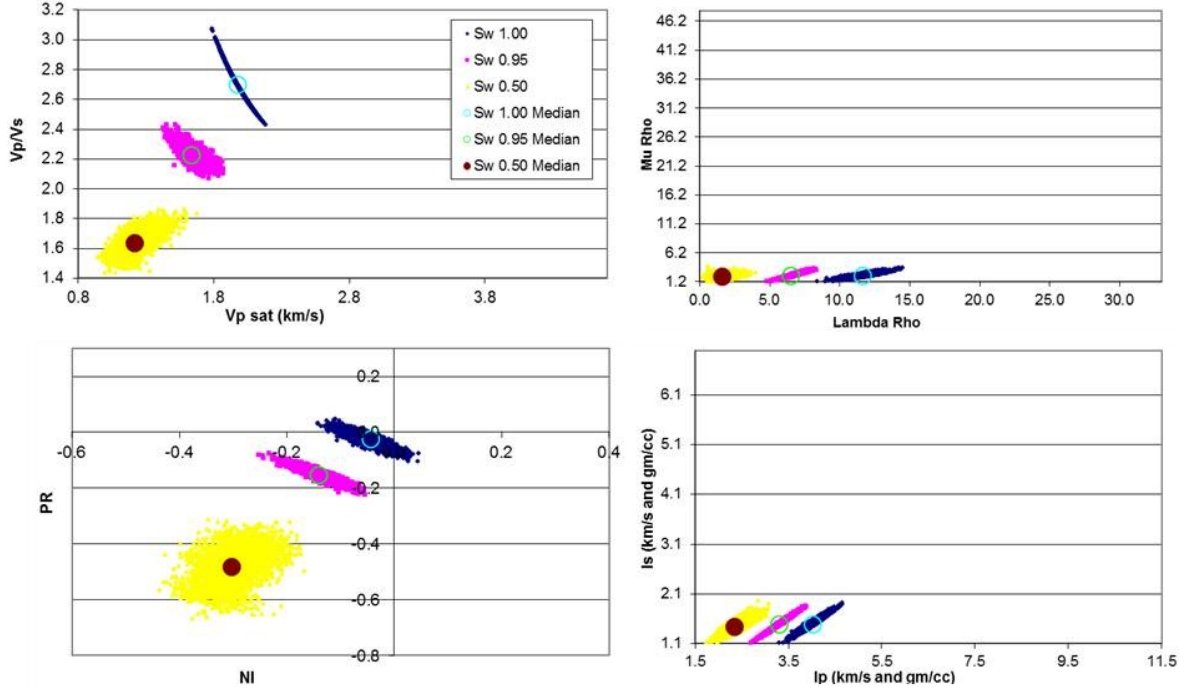 3.2
3.0
2.8
2.6
2.4
2.2
2.0
1.8
1.6
1.4
Vp/Vs
0.8 1.8 2.8 3.8
Vp sat (km/s)
Sw 1.00
Sw 0.95
Sw 0.50
Sw 1.00 Median
Sw 0.95 Median
Sw 0.50 Median
46.2
41.2
36.2
31.2
26.2
21.2
16.2
11.2
6.2
1.2
Mu Rho
0.0 5.0 10.0 15.0 20.0 25.0 30.0
Lambda Rho
0.2
0
-0.2
-0.4
-0.6
-0.8
PR
-0.6 -0.4 -0.2 0.2 0.4
NI
6.1
5.1
4.1
3.1
2.1
1.1
Is (km/s and gm/cc)
1.5 3.5 5.5 7.5 9.5 11.5
Ip (km/s and gm/cc)